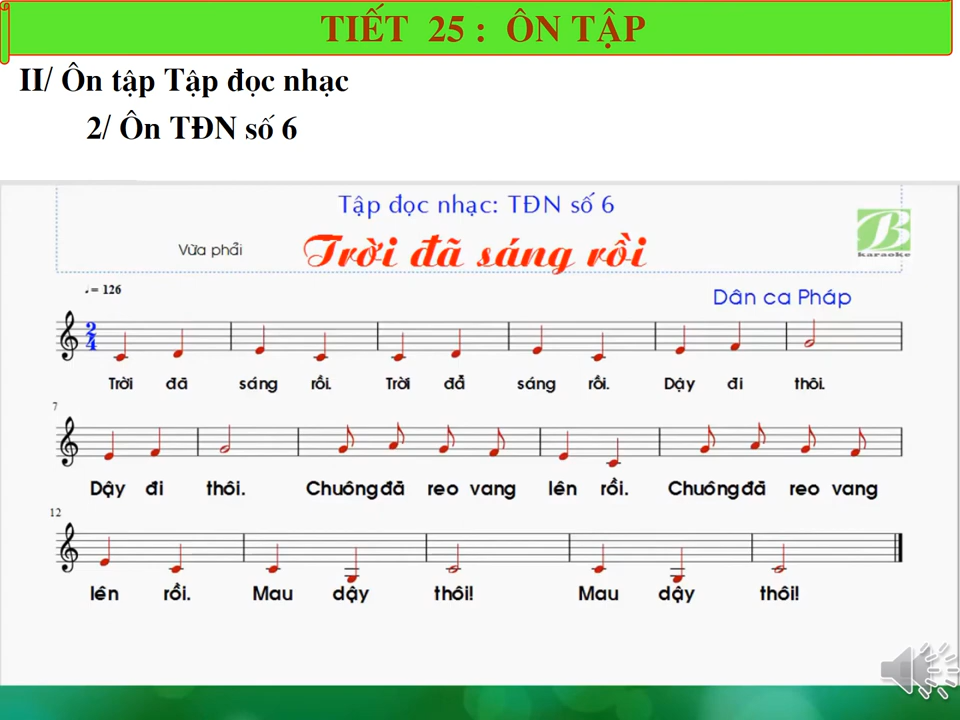 TIẾT 25 : ÔN TẬP
II/ Ôn tập Tập đọc nhạc
2/ Ôn TĐN số 6
Tập đọc nhạc: TĐN số 6
B
karaoke
Vừa phải
Trời đã sáng rồi
♩ = 126
Dân ca Pháp
2
4
Trời đã sáng rồi. Trời đẫ sáng rồi. Dậy đi thôi.
7
Dậy đi thôi. Chuông đã reo vang lên rồi. Chuông đã reo vang
12
lên rồi. Mau dậy thôi! Mau dậy thôi!